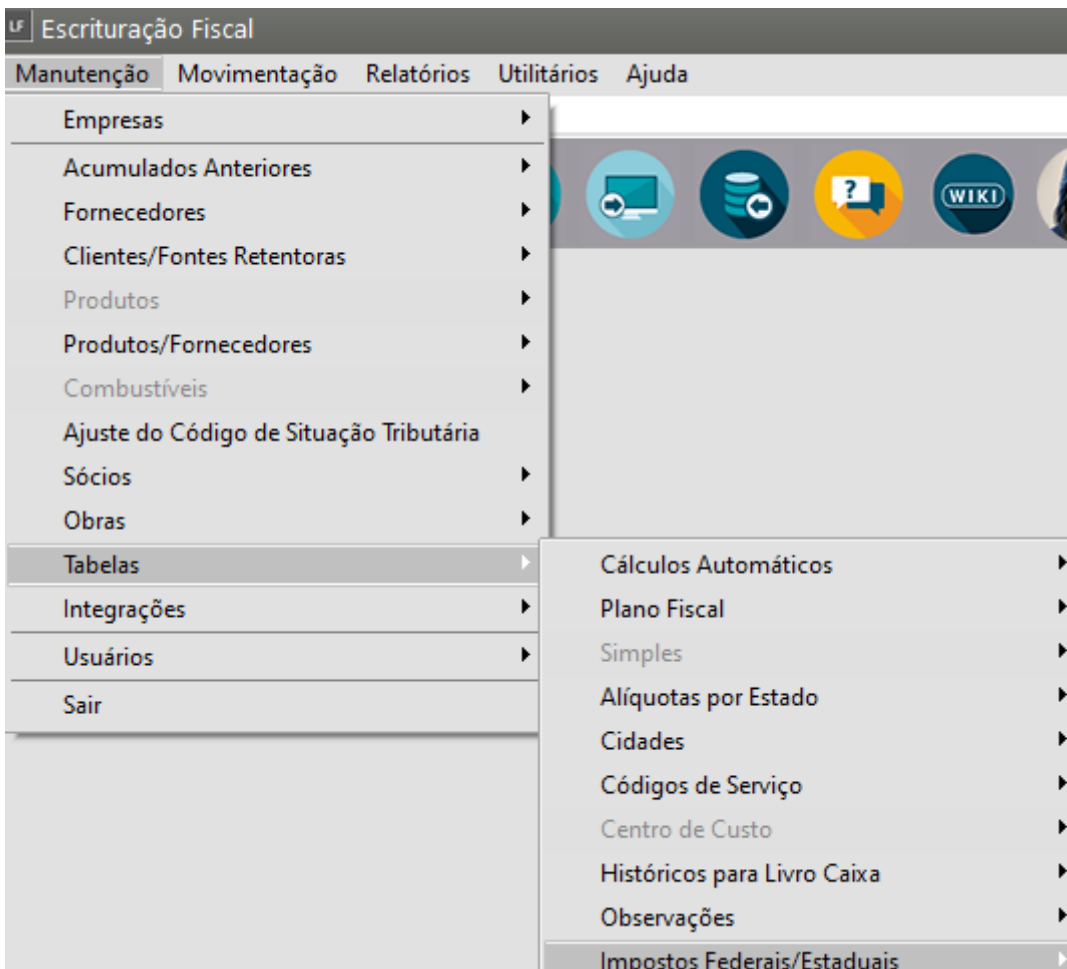 LF Escrituração Fiscal
Manutenção Movimentação Relatórios Utilitários Ajuda
Empresas
Acumulados Anteriores
Fornecedores
Clientes/Fontes Retentoras
Produtos
Produtos/Fornecedores
Combustíveis
Ajuste do Código de Situação Tributária
Sócios
Obras
Tabelas
Integrações
Usuários
Sair
? WIKI
Cálculos Automáticos
Plano Fiscal
Simples
Alíquotas por Estado
Cidades
Códigos de Serviço
Centro de Custo
Históricos para Livro Caixa
Observações
Impostos Federais/Estaduais